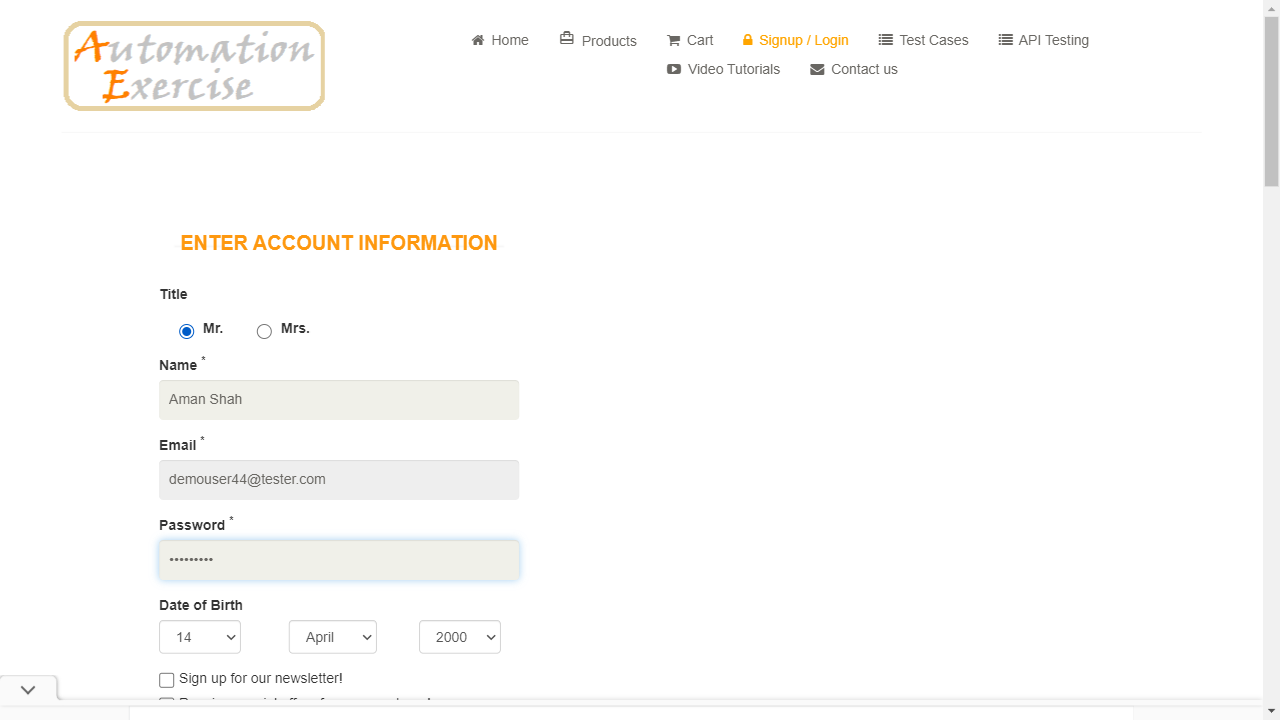 Automation
Exercise
Home
Products
Cart
Signup / Login
Test Cases
API Testing
Video Tutorials
Contact us
ENTER ACCOUNT INFORMATION
Title
Mr.
Mrs.
Name *
Aman Shah
Email *
demouser44@tester.com
Password *
•••••••••
Date of Birth
14
April
2000
Sign up for our newsletter!